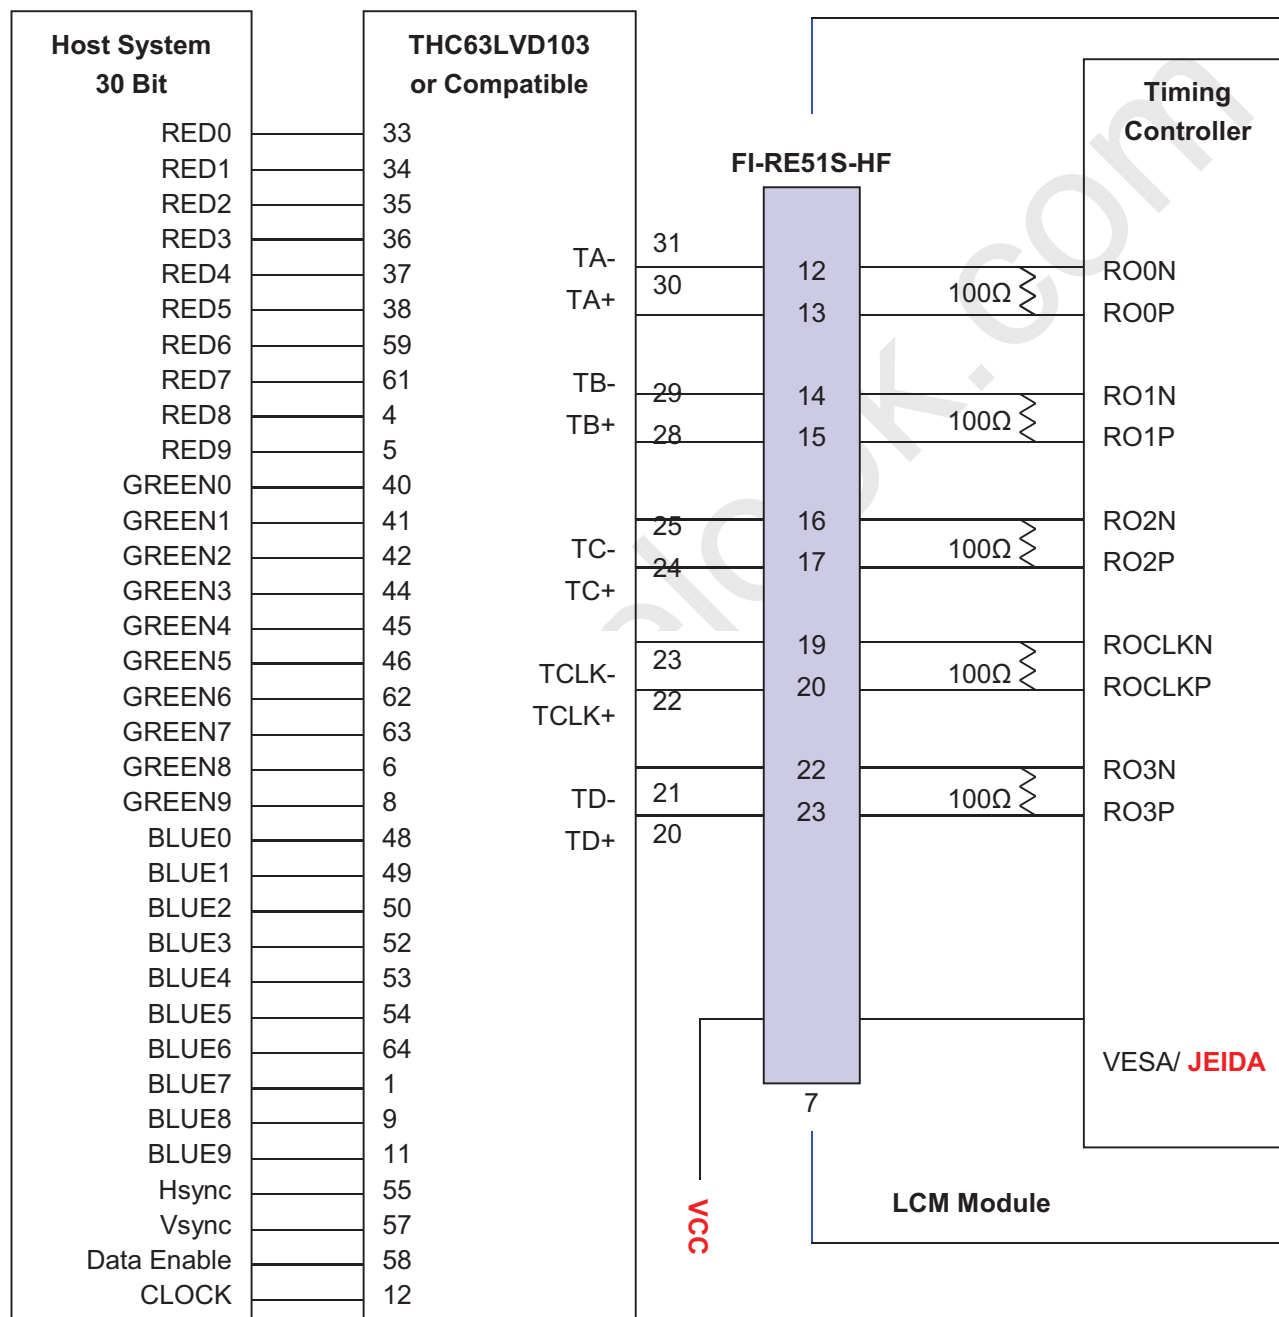 Host System
30 Bit
RED0
RED1
RED2
RED3
RED4
RED5
RED6
RED7
RED8
RED9
GREEN0
GREEN1
GREEN2
GREEN3
GREEN4
GREEN5
GREEN6
GREEN7
GREEN8
GREEN9
BLUE0
BLUE1
BLUE2
BLUE3
BLUE4
BLUE5
BLUE6
BLUE7
BLUE8
BLUE9
Hsync
Vsync
Data Enable
CLOCK
THC63LVD103
or Compatible
33
34
35
36
37
38
59
61
4
5
40
41
42
44
45
46
62
63
6
8
48
49
50
52
53
54
64
1
9
11
55
57
58
12
TA-
TA+
TB-
TB+
TC-
TC+
TCLK-
TCLK+
TD-
TD+
31
30
29
28
25
24
23
22
21
20
FI-RE51S-HF
12
13
14
15
16
17
19
20
22
23
7
VCC
100Ω
100Ω
100Ω
100Ω
100Ω
Timing
Controller
RO0N
RO0P
RO1N
RO1P
RO2N
RO2P
ROCLKN
ROCLKP
RO3N
RO3P
VESA/ JEIDA
LCM Module